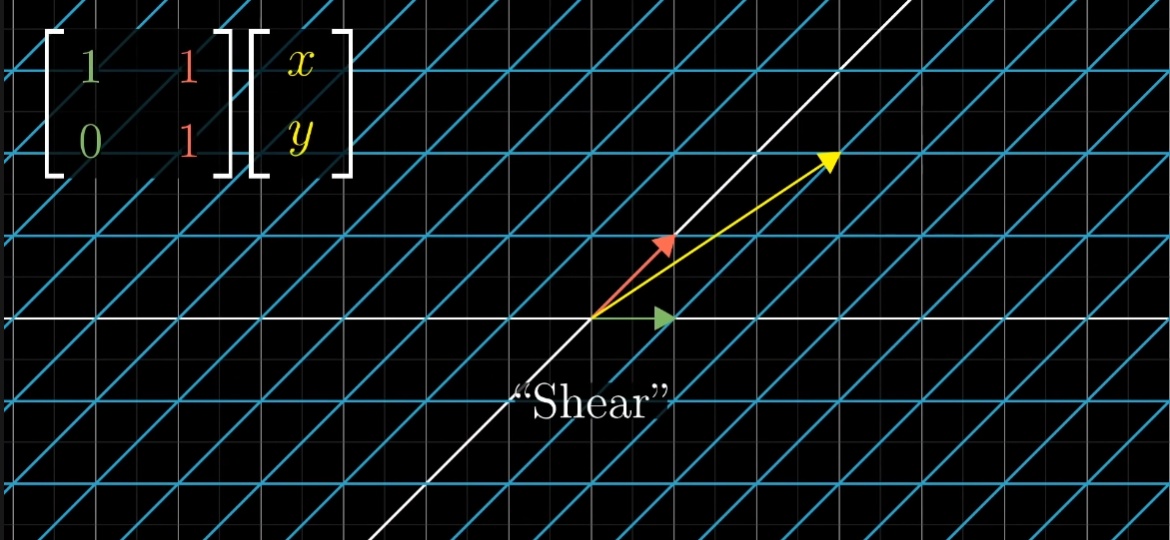 1 1 x
0 1 y
“Shear”